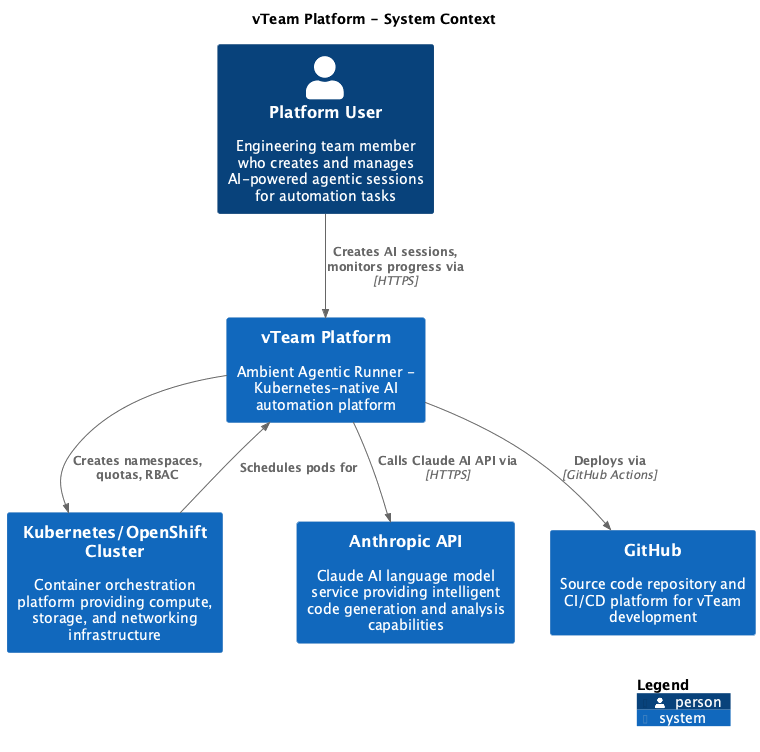 vTeam Platform - System Context
Platform User
Engineering team member
who creates and manages
AI-powered agentic sessions
for automation tasks
Creates AI sessions,
monitors progress via
[HTTPS]
vTeam Platform
Ambient Agentic Runner -
Kubernetes-native AI
automation platform
Creates namespaces,
quotas, RBAC
Schedules pods for
Calls Claude AI API via
[HTTPS]
Deploys via
[GitHub Actions]
Kubernetes/OpenShift
Cluster
Container orchestration
platform providing compute,
storage, and networking
infrastructure
Anthropic API
Claude AI language model
service providing intelligent
code generation and analysis
capabilities
GitHub
Source code repository and
CI/CD platform for vTeam
development
Legend
person
system